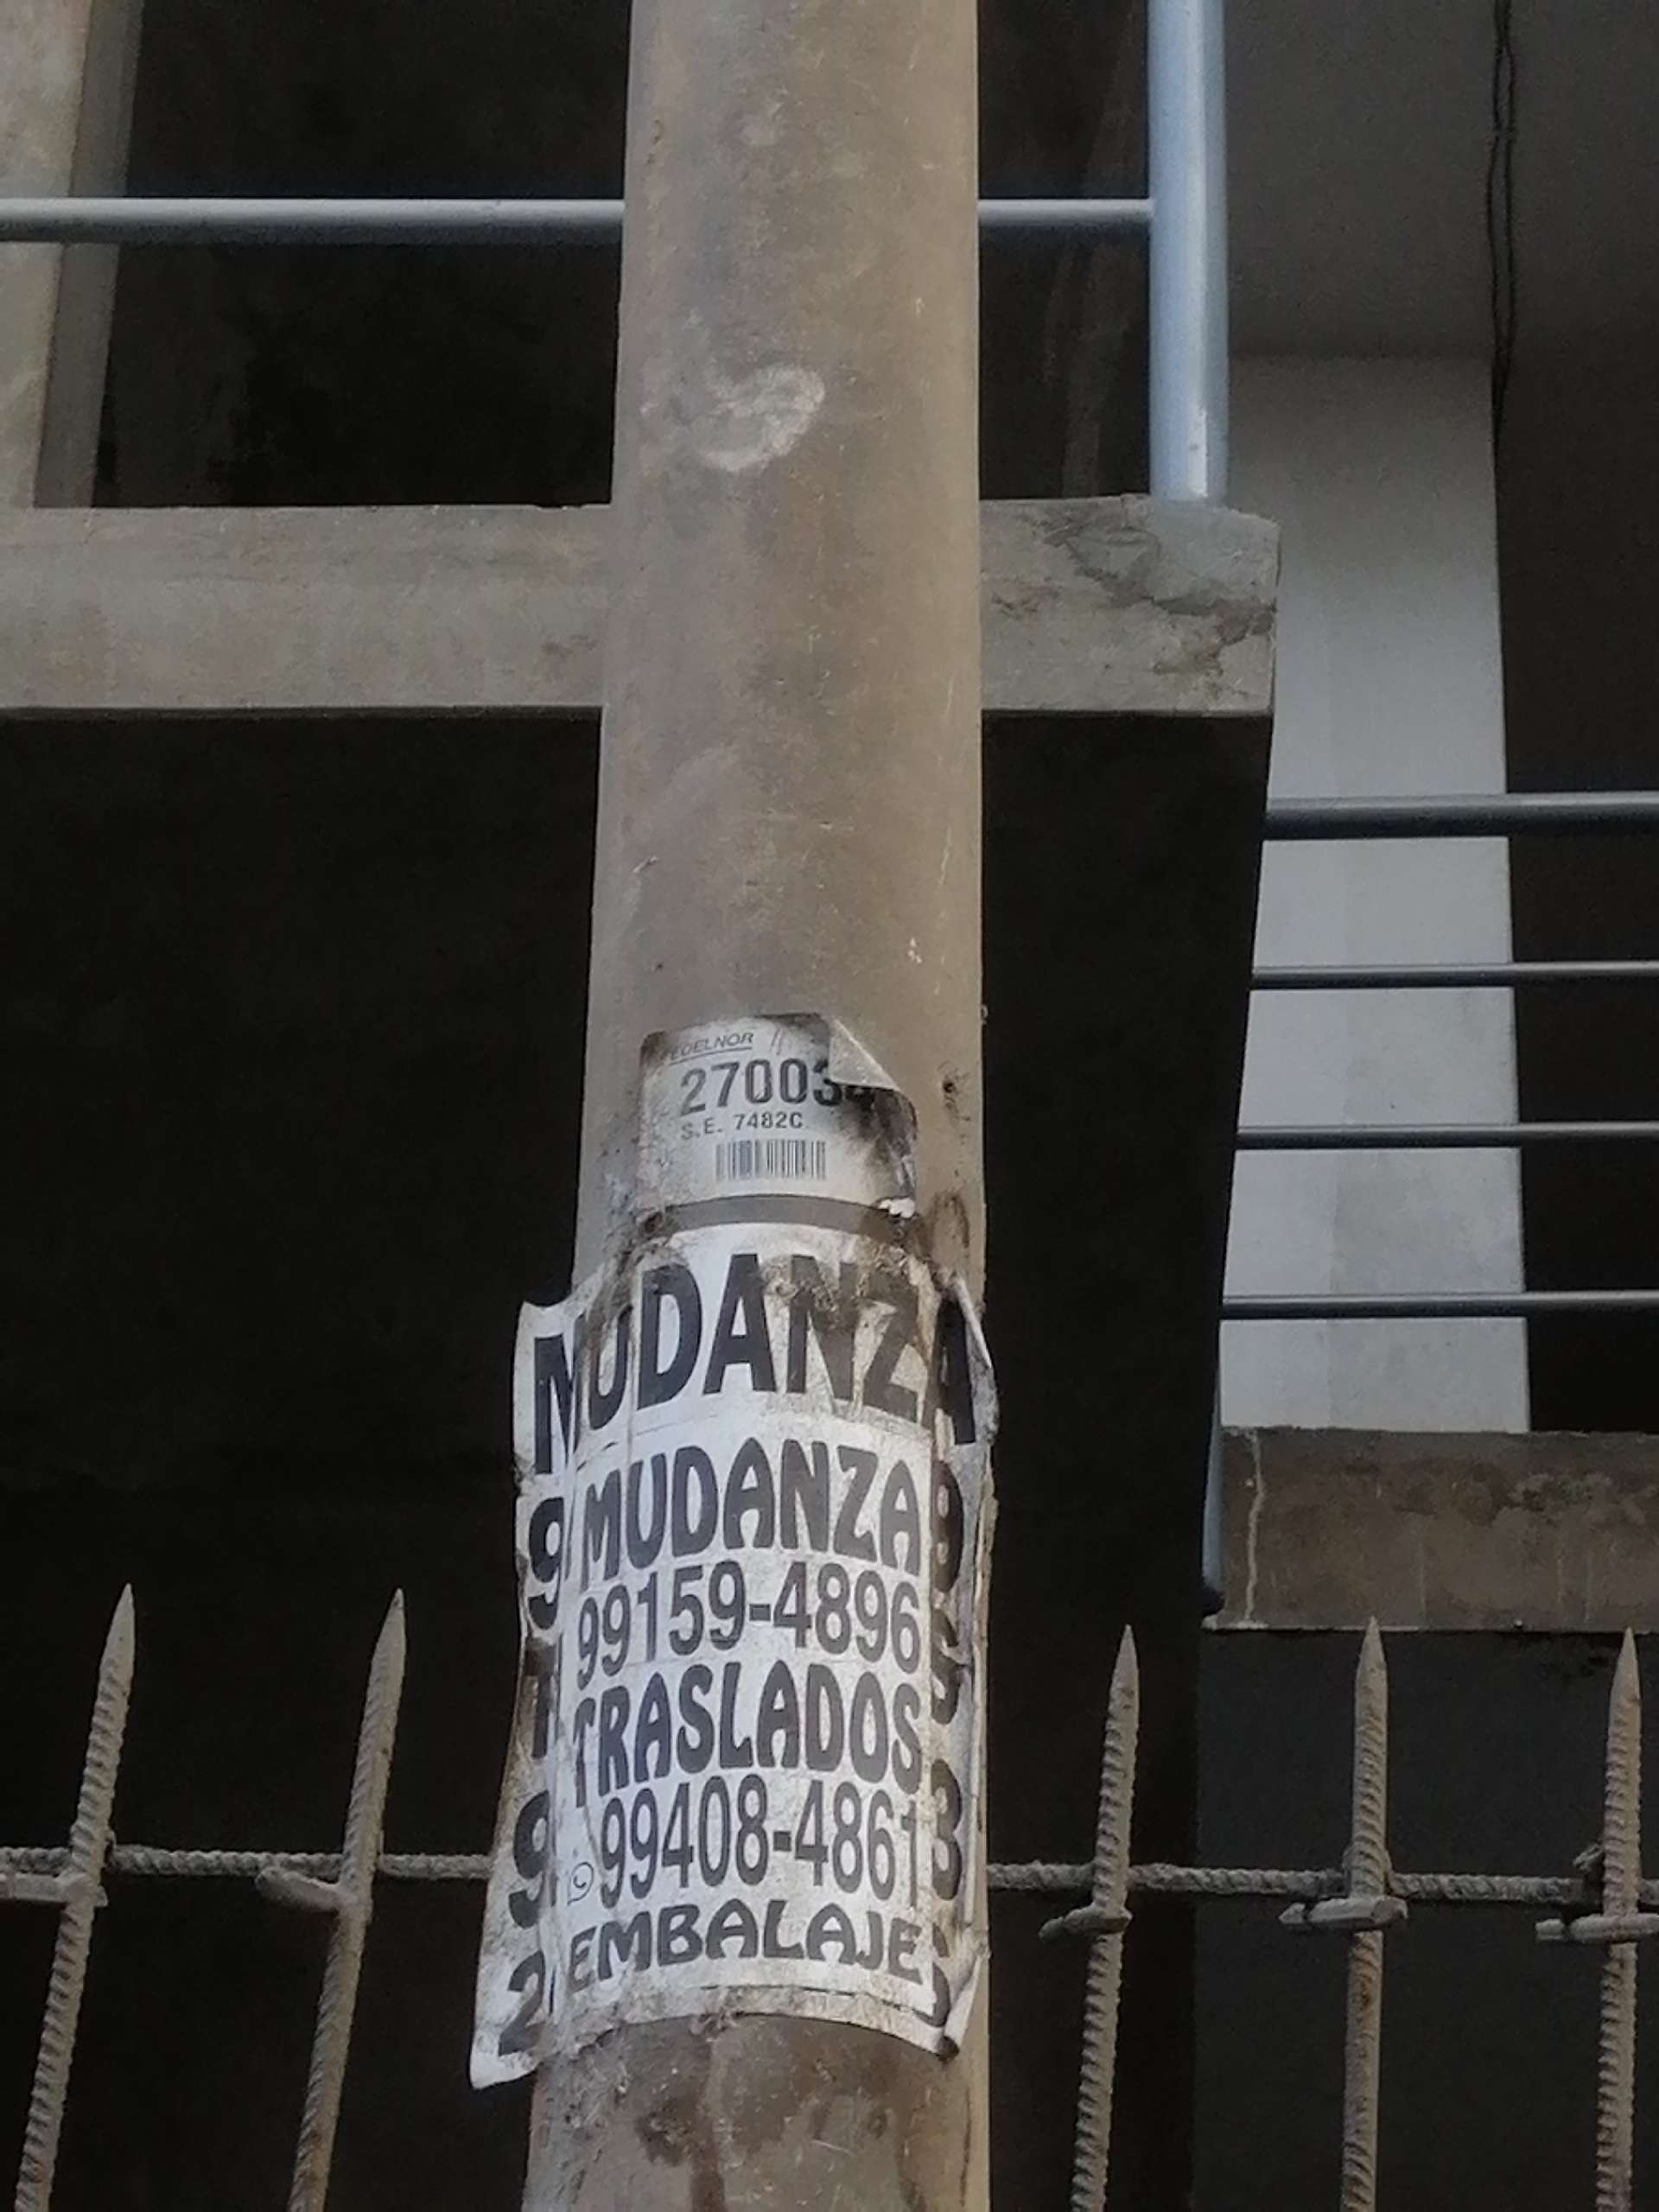 EDELNOR
27003
S.E. 7482C
MUDANZA
MUDANZA
99159-4896
TRASLADOS
99408-4861
EMBALAJE